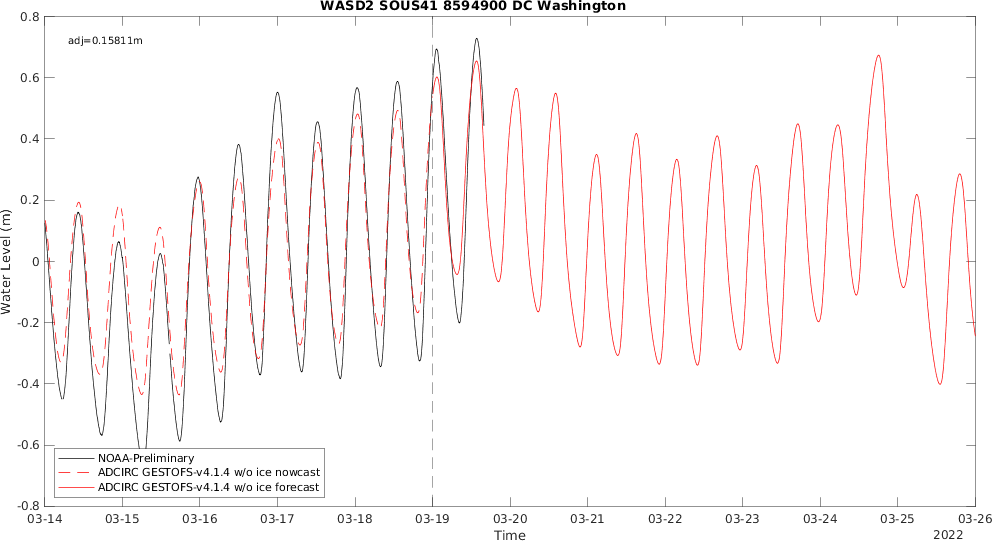 WASD2 SOUS41 8594900 DC Washington
adj=0.15811m
0.8
0.6
0.4
0.2
0
-0.2
-0.4
-0.6
-0.8
Water Level (m)
NOAA-Preliminary
ADCIRC GESTOFS-v4.1.4 w/o ice nowcast
ADCIRC GESTOFS-v4.1.4 w/o ice forecast
03-14 03-15 03-16 03-17 03-18 03-19 03-20 03-21 03-22 03-23 03-24 03-25 03-26
Time
2022